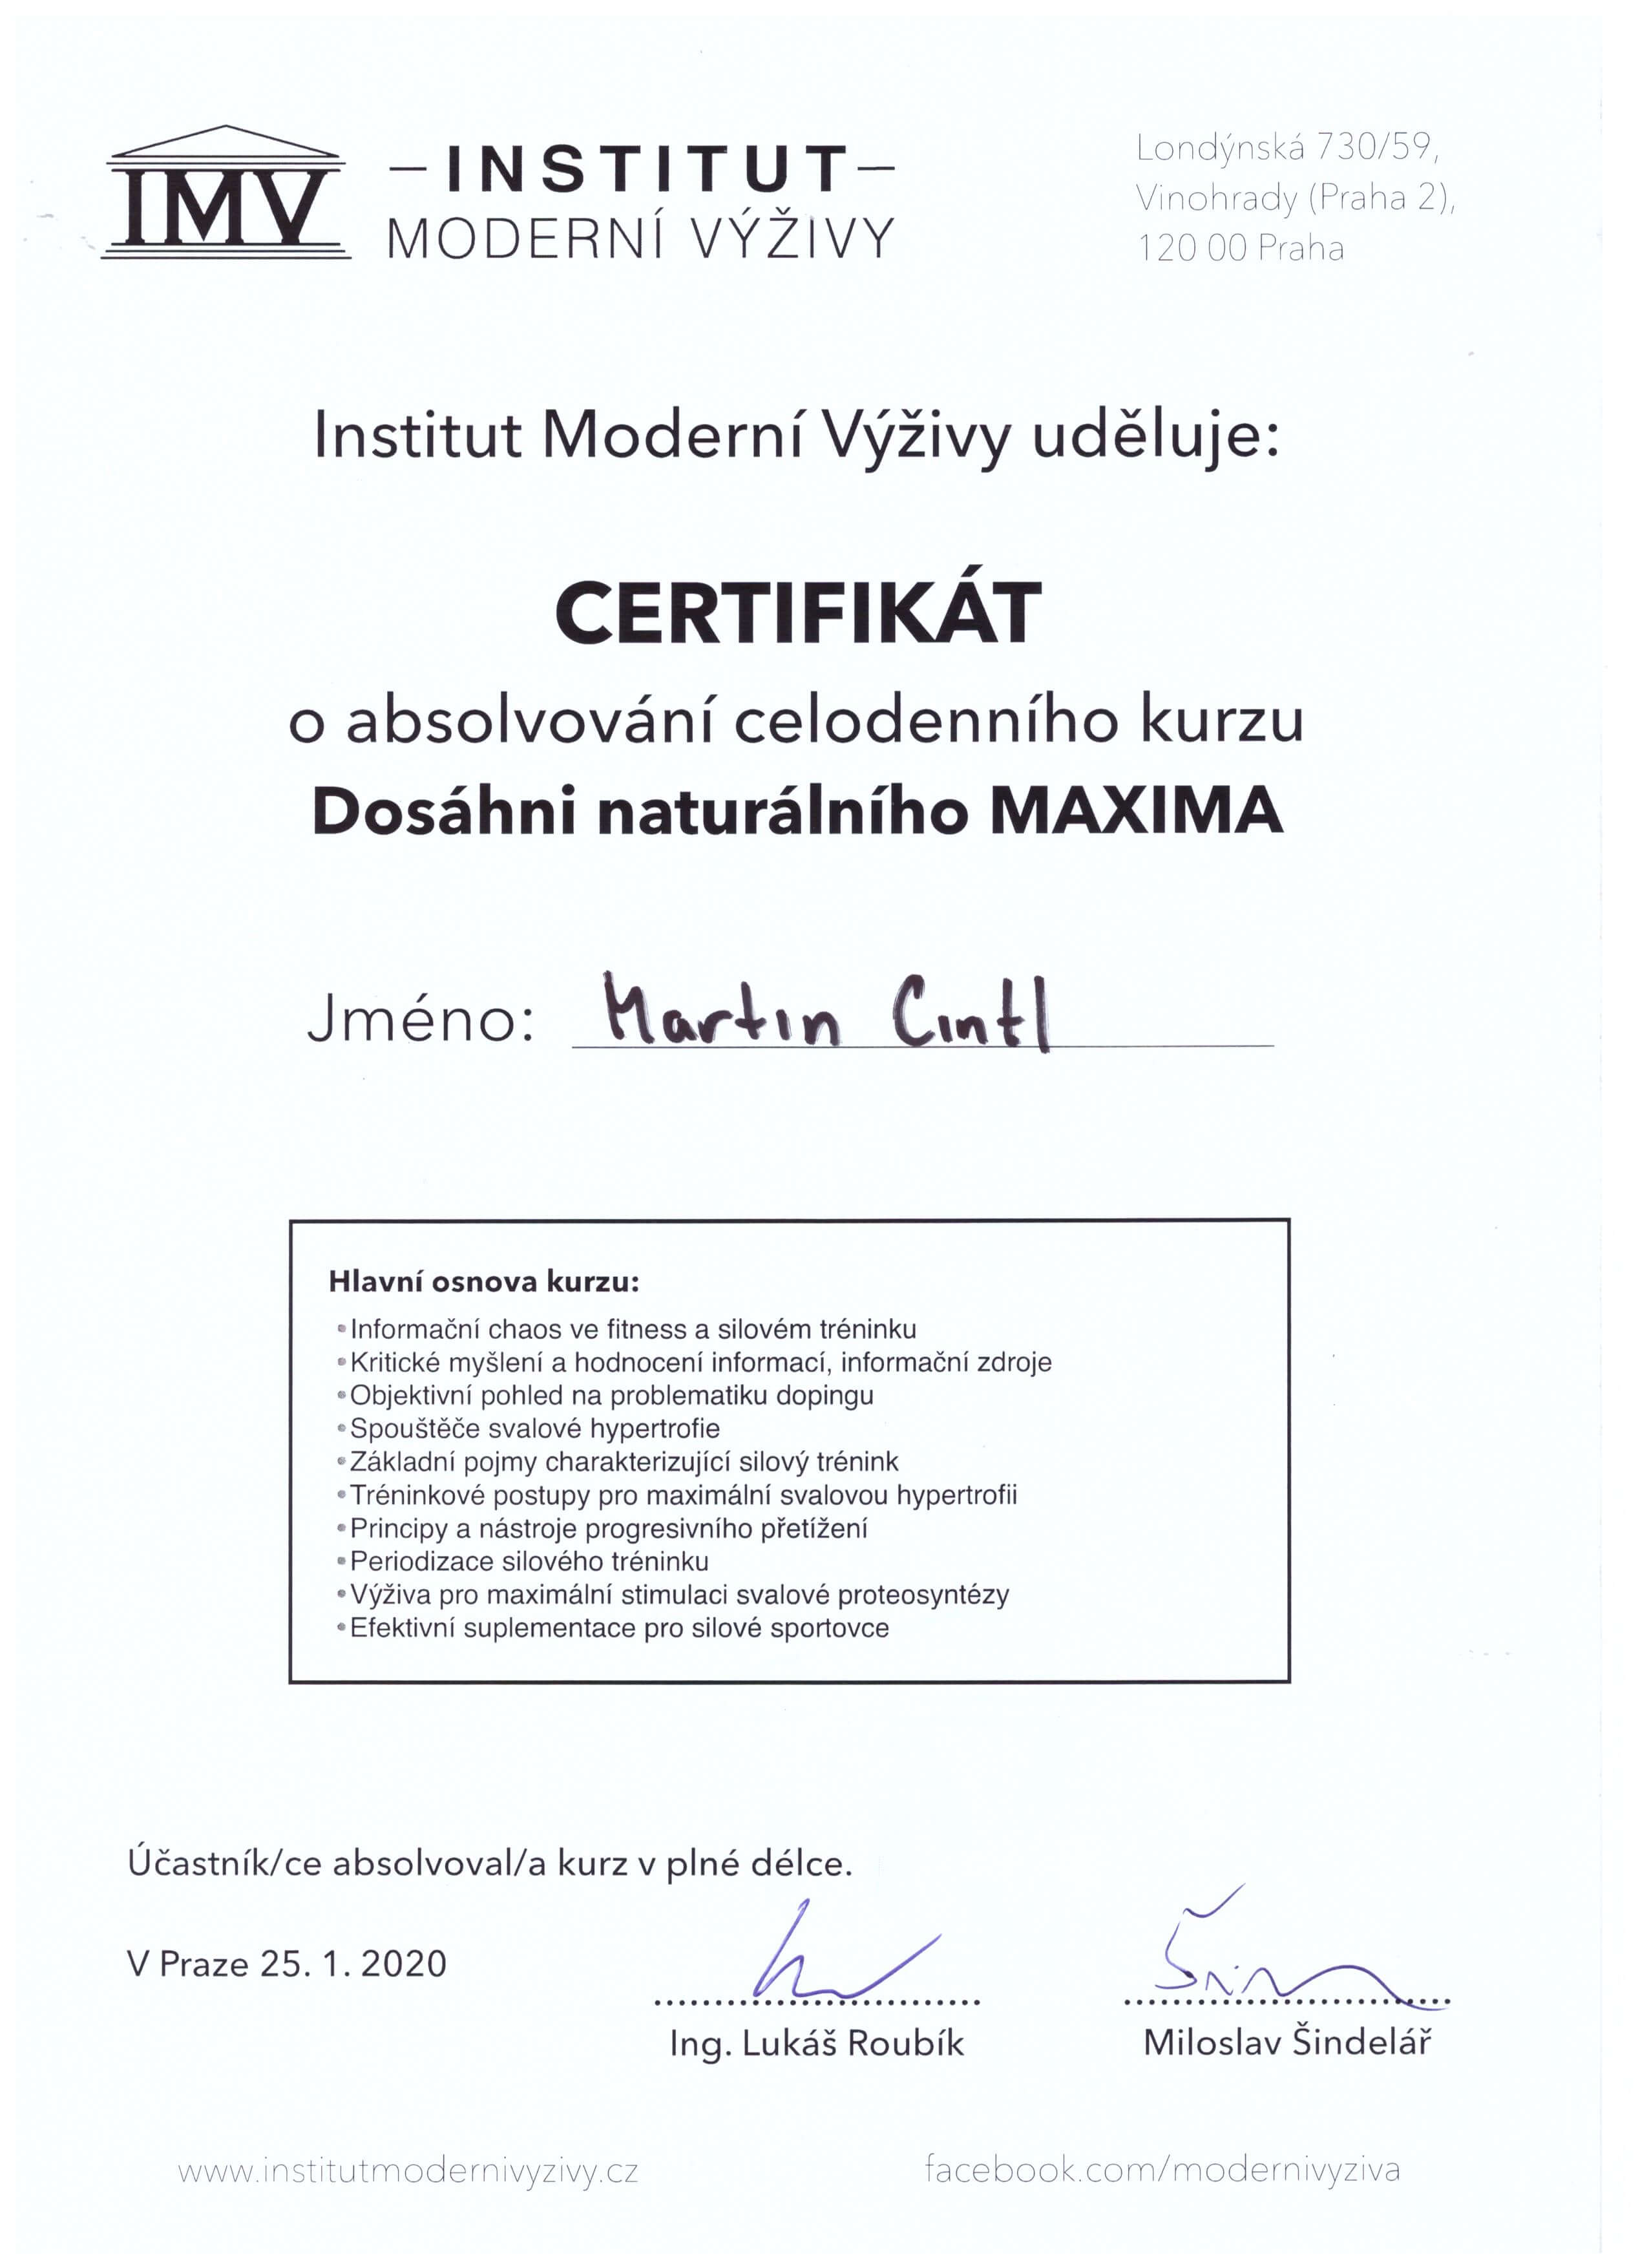 IMV
–INSTITUT–
MODERNÍ VÝŽIVY
Londýnská 730/59,
Vinohrady (Praha 2),
120 00 Praha
Institut Moderní Výživy uděluje:
CERTIFIKÁT
o absolvování celodenního kurzu
Dosáhni naturálního MAXIMA
Jméno: Martin Cintl
Hlavní osnova kurzu:
• Informační chaos ve fitness a silovém tréninku
• Kritické myšlení a hodnocení informací, informační zdroje
• Objektivní pohled na problematiku dopingu
• Spouštěče svalové hypertrofie
• Základní pojmy charakterizující silový trénink
• Tréninkové postupy pro maximální svalovou hypertrofii
• Principy a nástroje progresivního přetížení
• Periodizace silového tréninku
• Výživa pro maximální stimulaci svalové proteosyntézy
• Efektivní suplementace pro silové sportovce
Účastník/ce absolvoval/a kurz v plné délce.
V Praze 25. 1. 2020
Ing. Lukáš Roubík
Miloslav Šindelář
www.institutmodernivyzivy.cz
facebook.com/modernivyziva